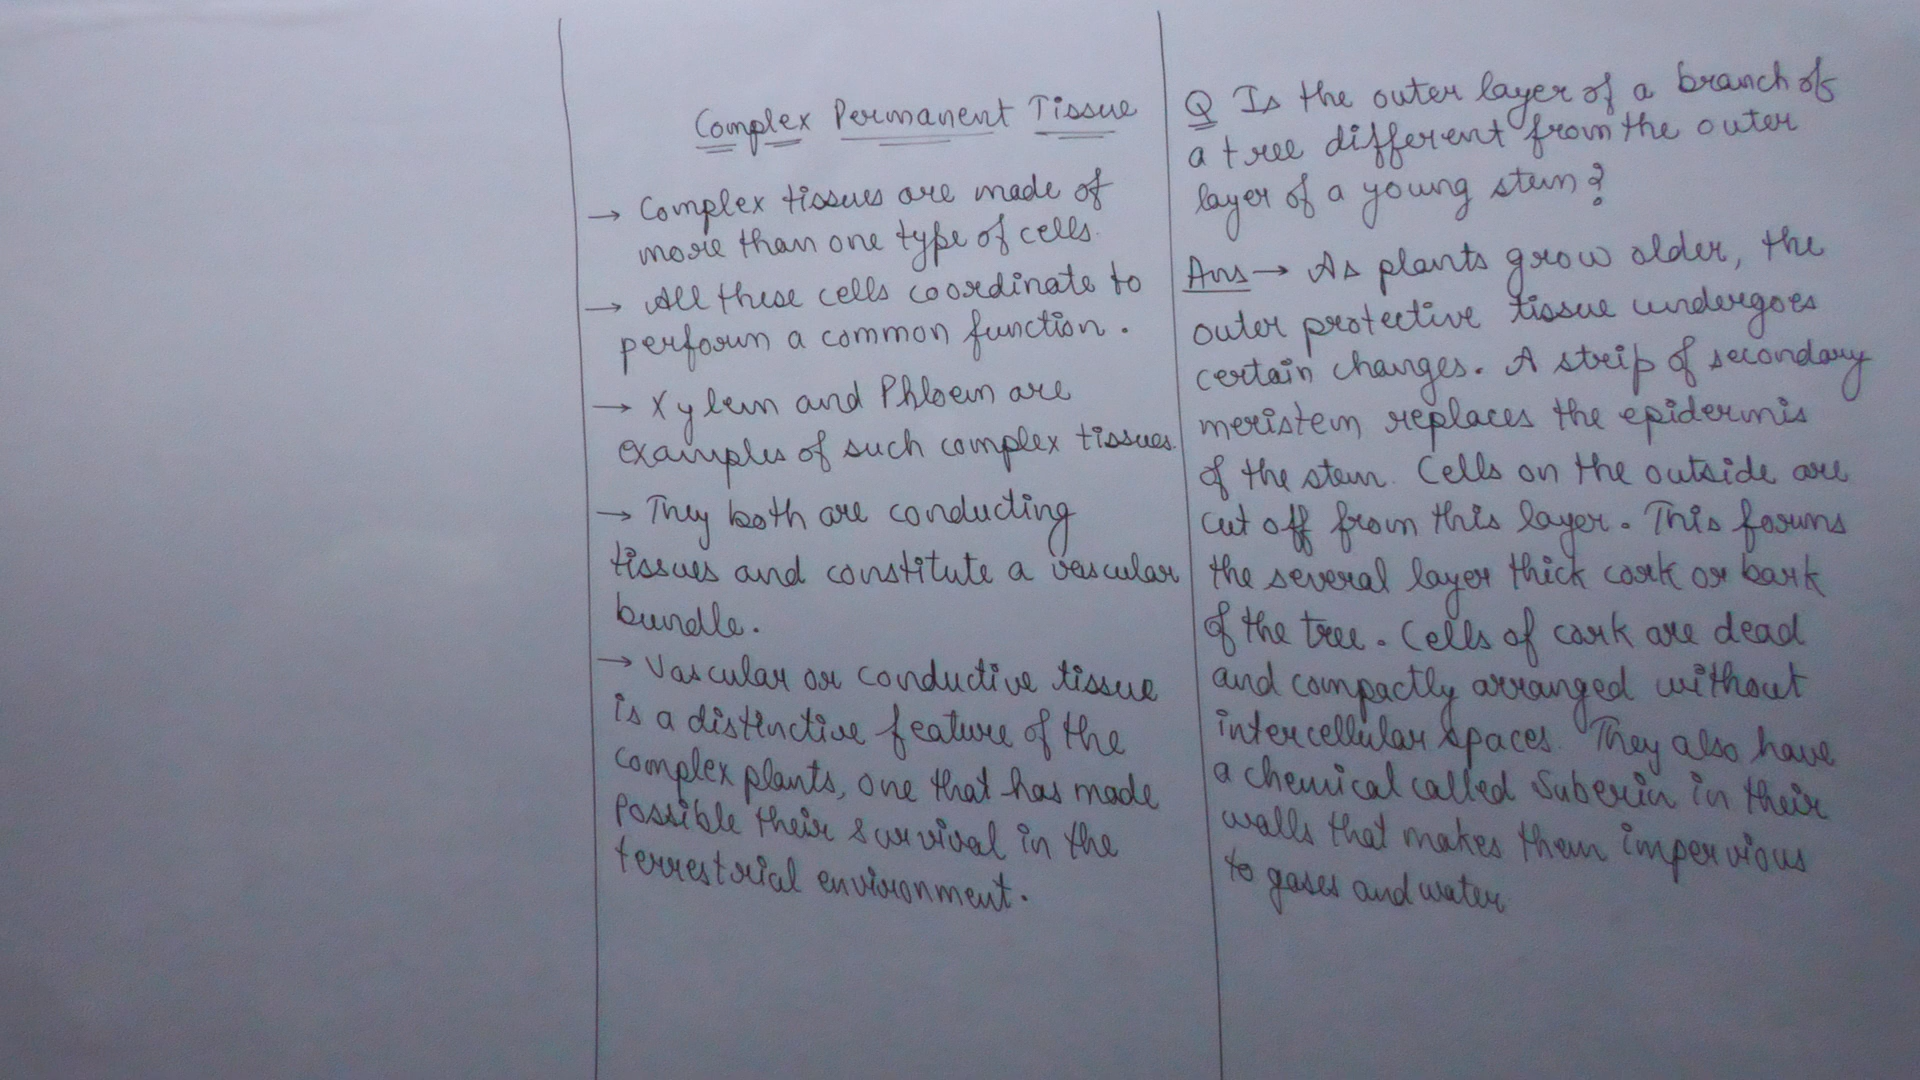 Complex Permanent Tissue
→ Complex tissues are made of
more than one type of cells.
→ All these cells coordinate to
perform a common function.
→ Xylem and Phloem are
examples of such complex tissues.
→ They both are conducting
tissues and constitute a vascular
bundle.
→ Vascular or conductive tissue
is a distinctive feature of the
complex plants, one that has made
possible their survival in the
terrestrial environment.
Q Is the outer layer of a branch of
a tree different from the outer
layer of a young stem?
Ans → As plants grow older, the
outer protective tissue undergoes
certain changes. A strip of secondary
meristem replaces the epidermis
of the stem. Cells on the outside are
cut off from this layer. This forms
the several layer thick cork or bark
of the tree. Cells of cork are dead
and compactly arranged without
intercellular spaces. They also have
a chemical called Suberin in their
walls that makes them impervious
to gases and water